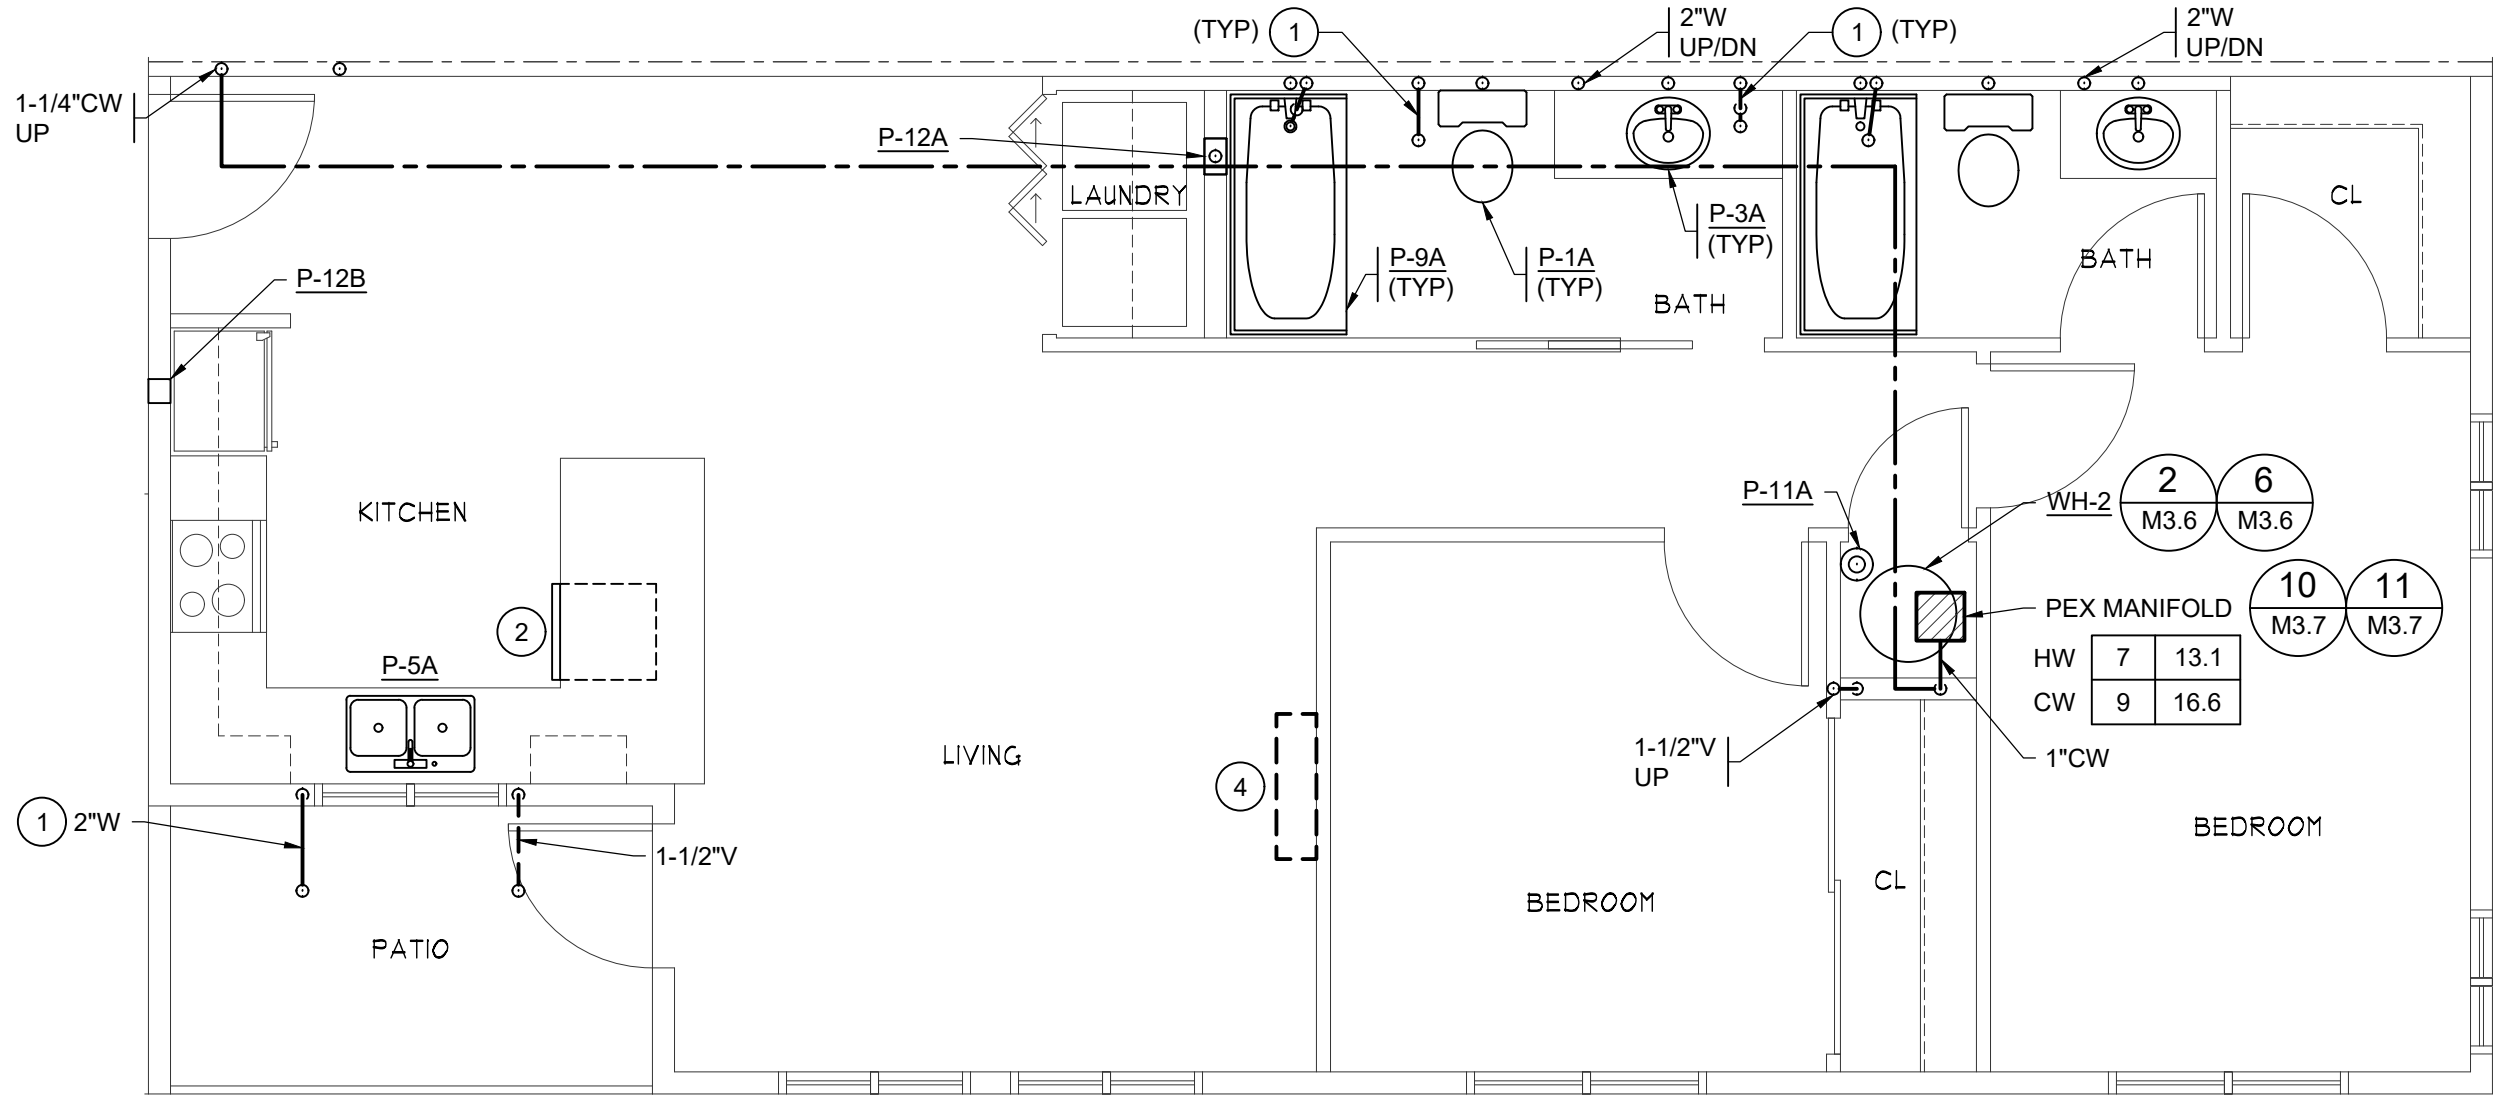 (TYP) 1
2"W
UP/DN
1 (TYP)
2"W
UP/DN
1-1/4"CW
UP
P-12A
LAUNDRY
P-3A
(TYP)
CL
P-9A
(TYP)
P-1A
(TYP)
BATH
BATH
P-12B
KITCHEN
P-11A
WH-2
2
M3.6
6
M3.6
10
M3.7
11
M3.7
PEX MANIFOLD
HW 7 13.1
CW 9 16.6
2
P-5A
LIVING
4
1-1/2"V
UP
1"CW
1 2"W
1-1/2"V
BEDROOM
CL
BEDROOM
PATIO